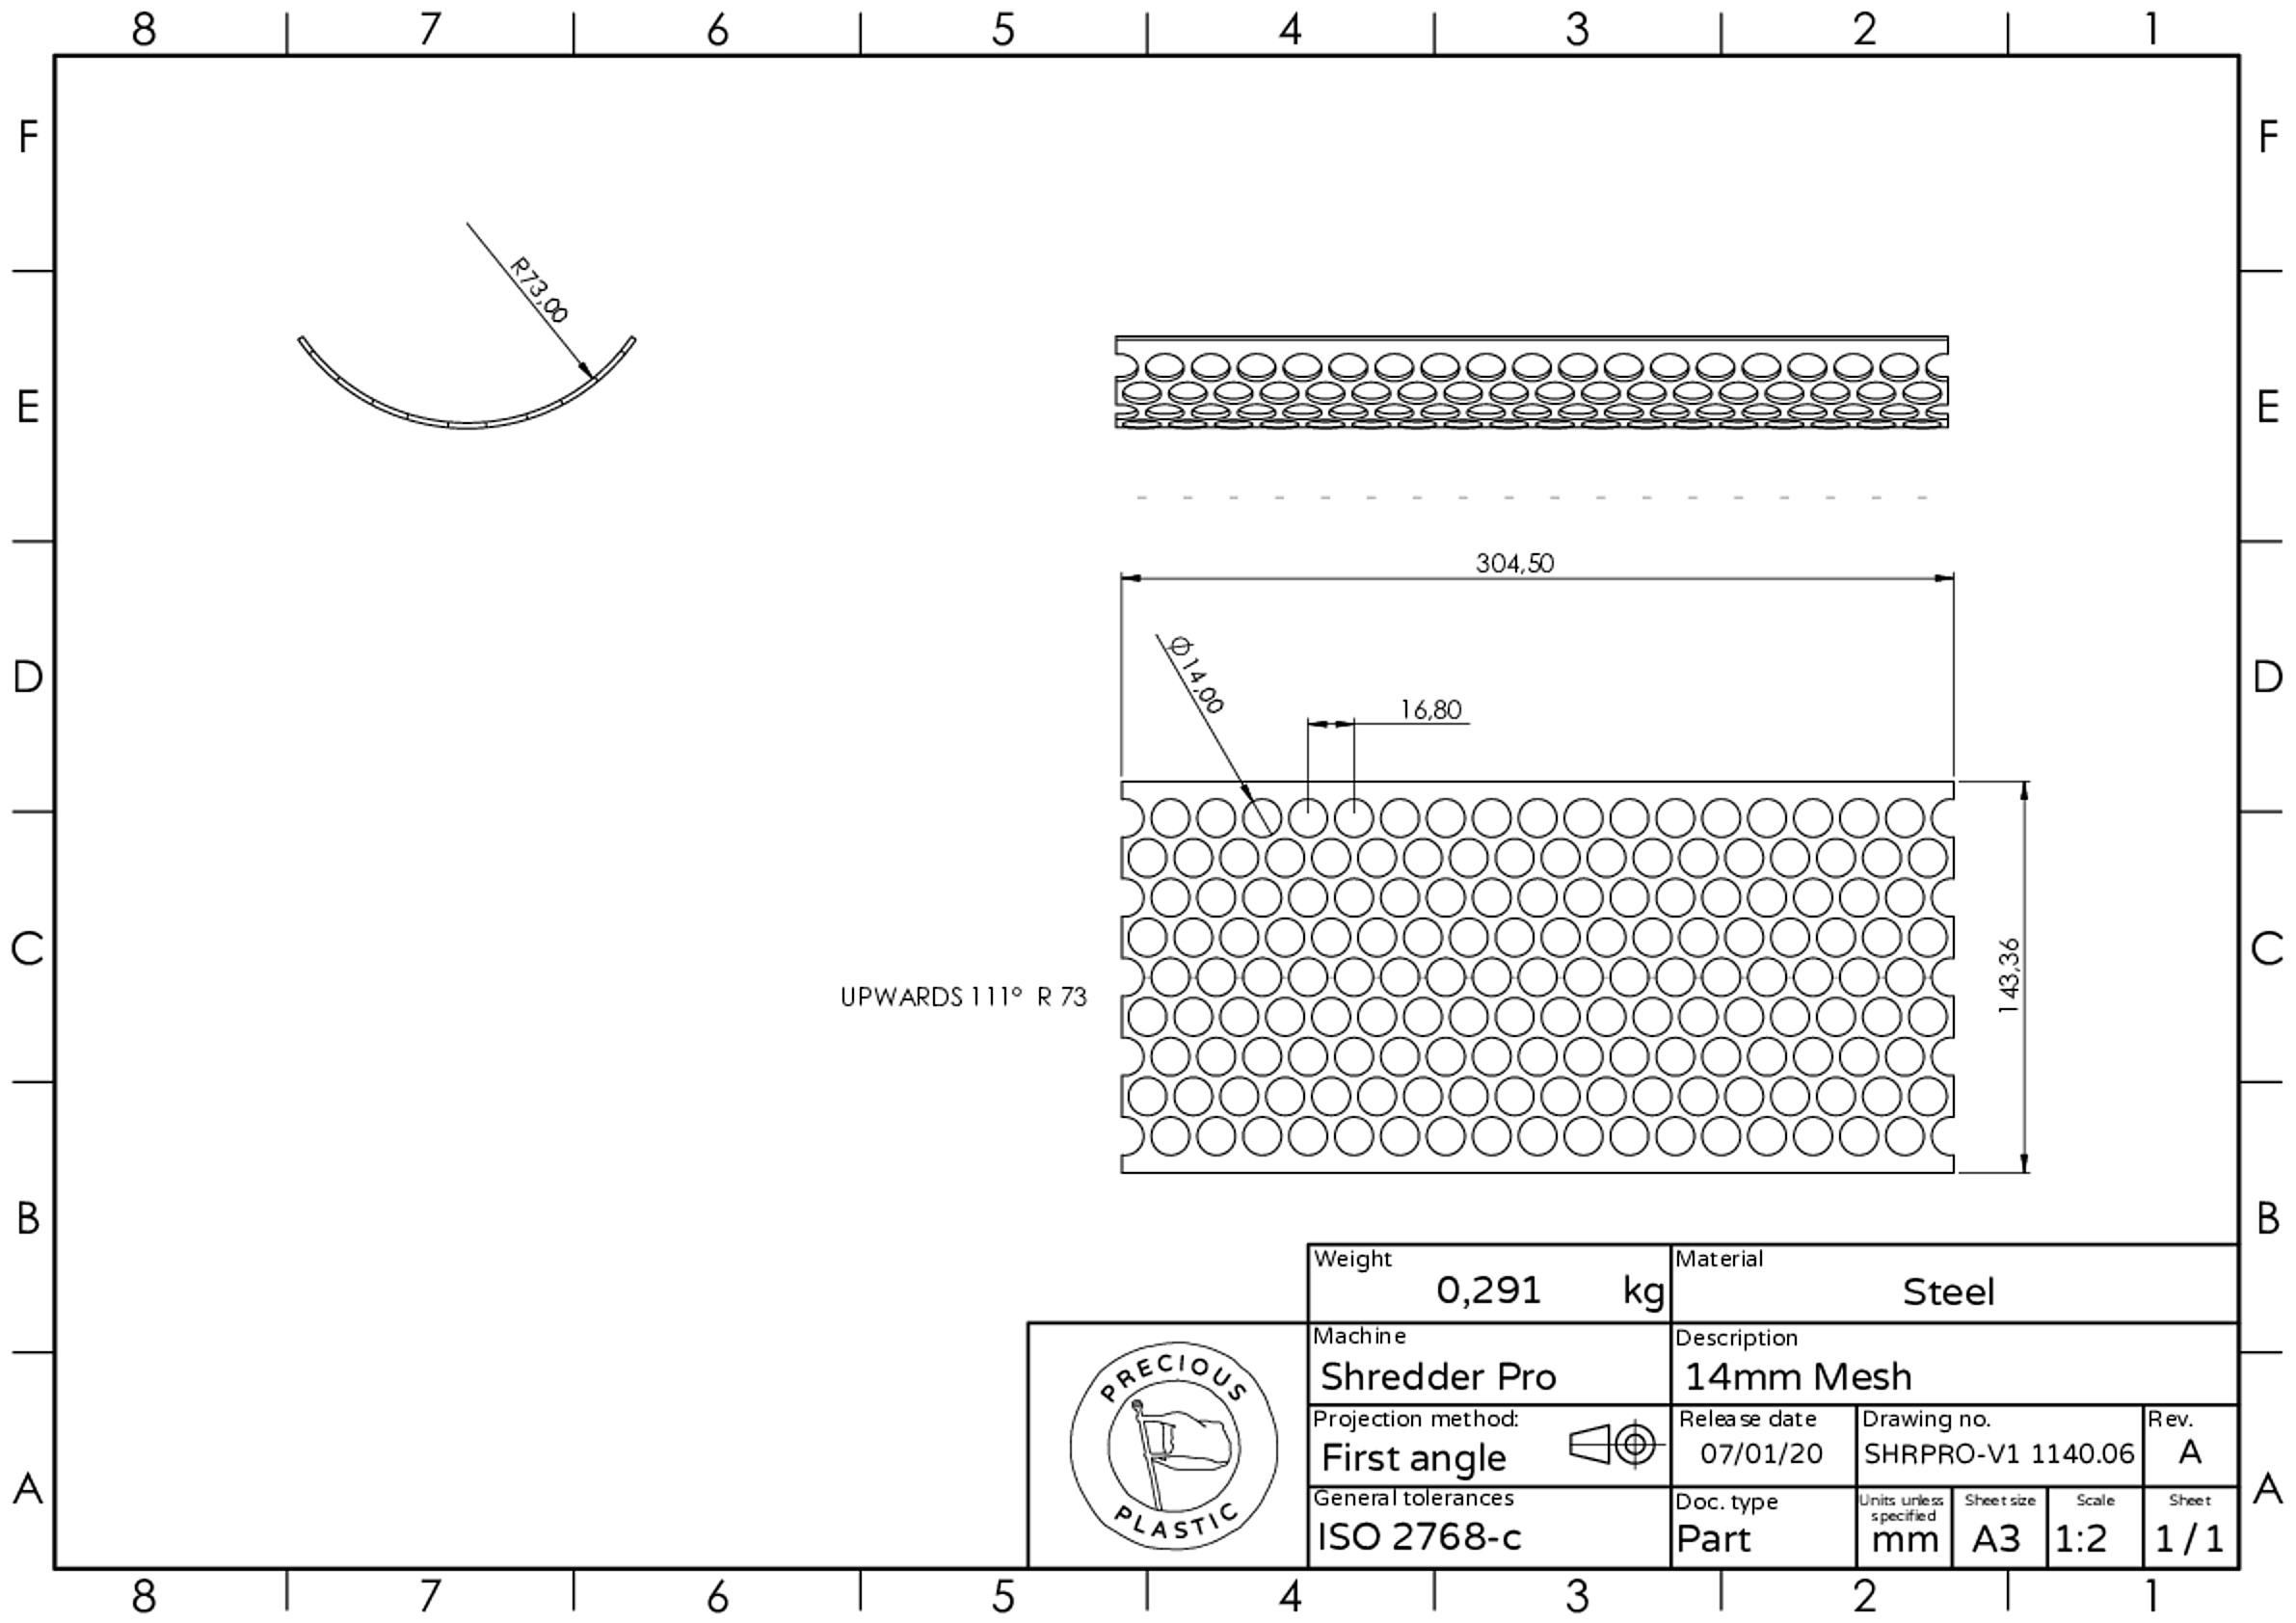 8 7 6 5 4 3 2 1
F F
E E
D D
C C
B B
A A
R73,00
304,50
Ø14,00
16,80
143,36
UPWARDS 111° R 73
Weight
0,291 kg
Material
Steel
PRECIOUS
PLASTIC
Machine
Shredder Pro
Description
14mm Mesh
Projection method:
First angle
Release date
07/01/20
Drawing no.
SHRPRO-V1 1140.06
Rev.
A
General tolerances
ISO 2768-c
Doc. type
Part
Units unless
specified
mm
Sheet size
A3
Scale
1:2
Sheet
1 / 1
8 7 6 5 4 3 2 1